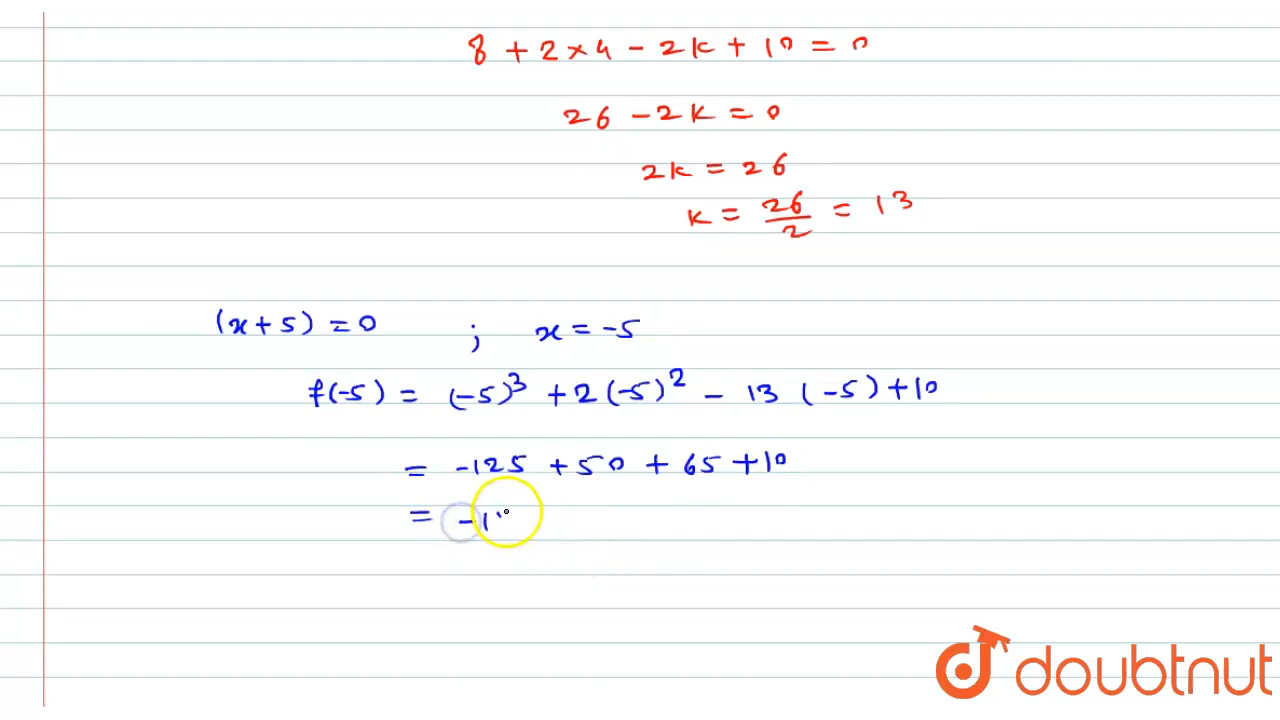 8 + 2 × 4 - 2k + 10 = 0
26 - 2k = 0
2k = 26
k = 26/2 = 13
(x + 5) = 0 ; x = -5
f(-5) = (-5)³ + 2(-5)² - 13 (-5) + 10
= -125 + 50 + 65 + 10
= -1
doubtnut